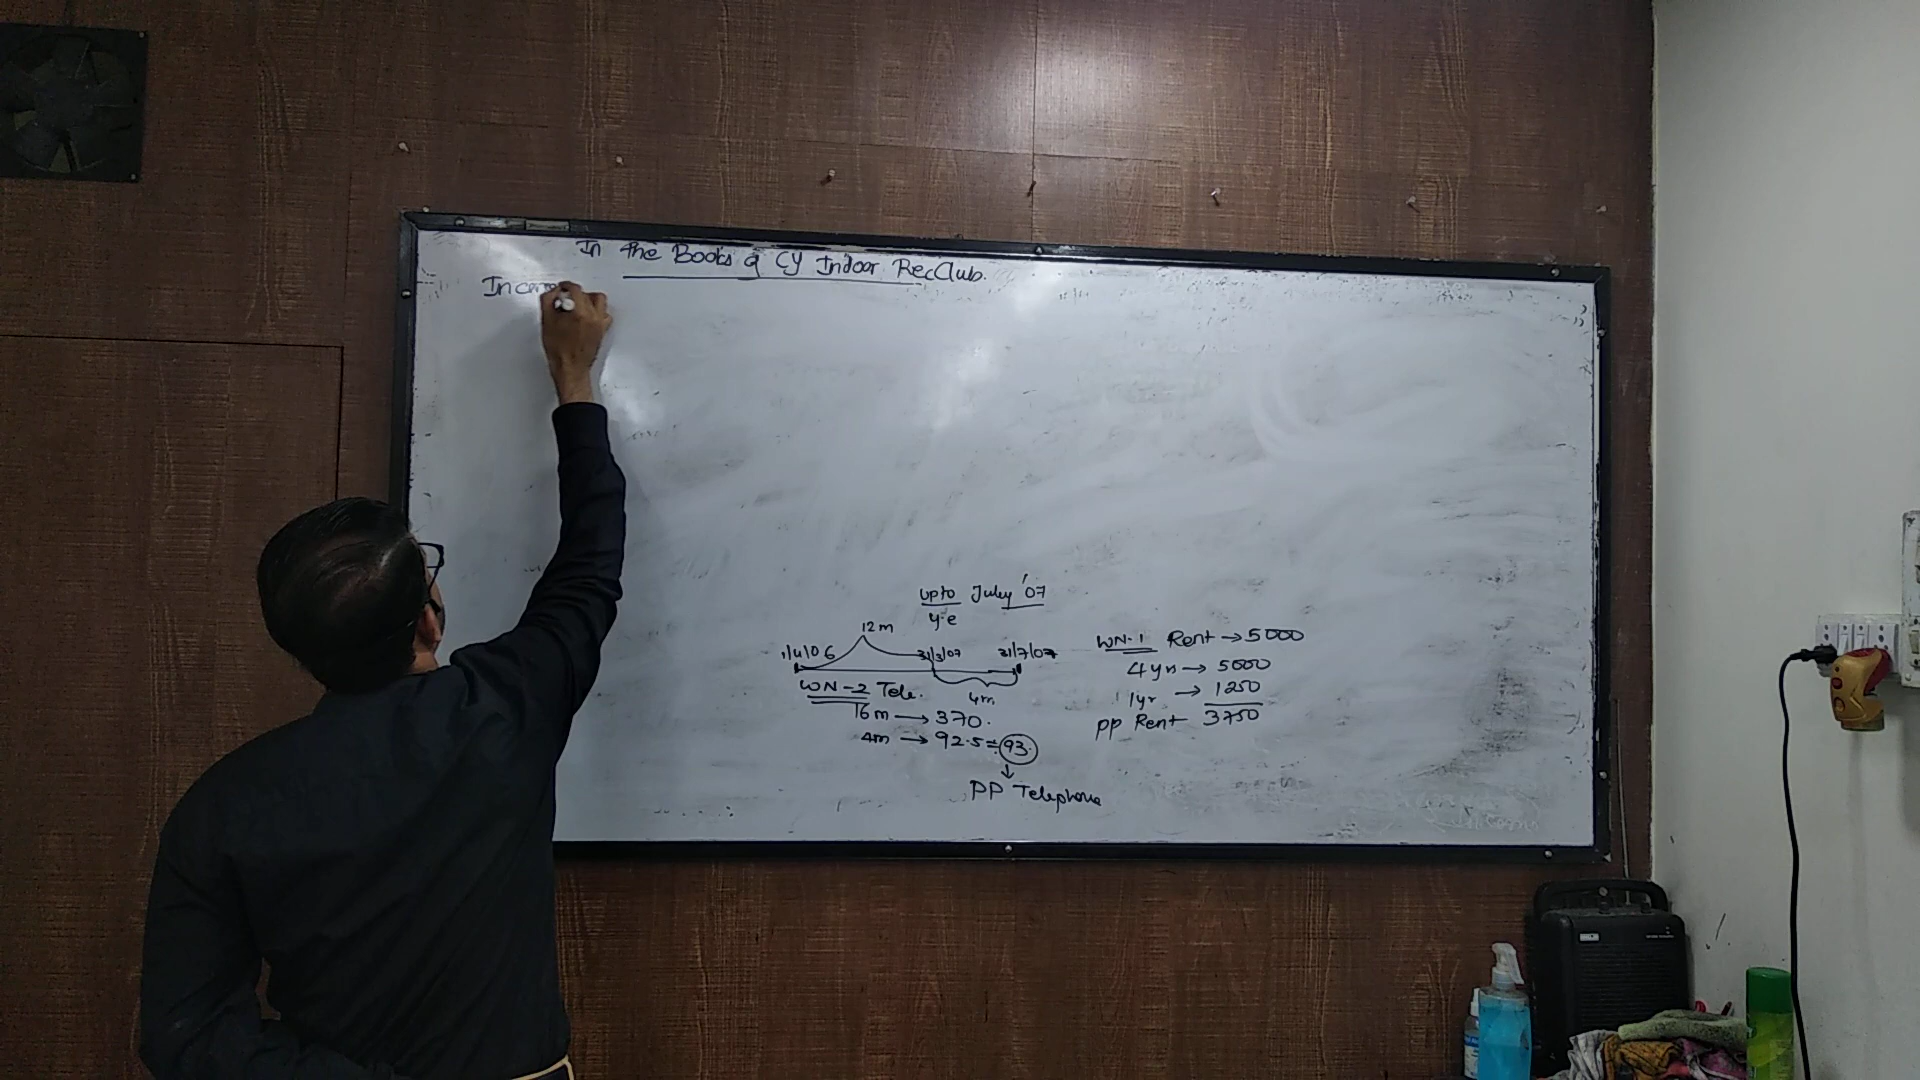 In the Books of CY Indoor RecClub.
Income
upto July '07
y.e
12m
1/4/06
31/3/07
31/7/07
4m
WN-2 Tele.
16m → 370.
4m → 92.5 = 93.
↓
PP Telephone
WN-1 Rent → 5000
4 yrs → 5000
1 yr → 1250
PP Rent 3750